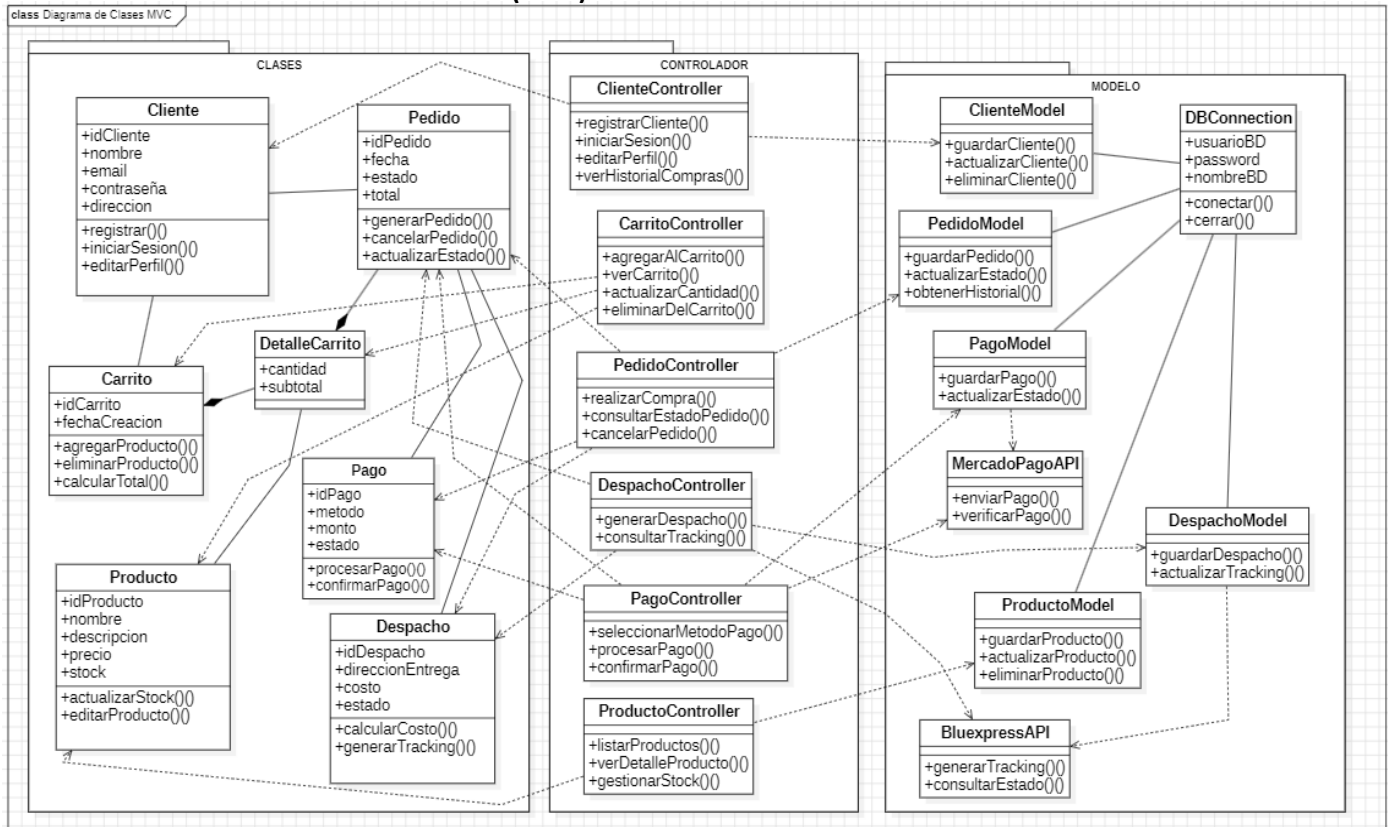 class Diagrama de Clases MVC
CLASES
Cliente
+idCliente
+nombre
+email
+contraseña
+direccion
+registrar()()
+iniciarSesion()()
+editarPerfil()()
Pedido
+idPedido
+fecha
+estado
+total
+generarPedido()()
+cancelarPedido()()
+actualizarEstado()()
DetalleCarrito
+cantidad
+subtotal
Carrito
+idCarrito
+fechaCreacion
+agregarProducto()()
+eliminarProducto()()
+calcularTotal()()
Pago
+idPago
+metodo
+monto
+estado
+procesarPago()()
+confirmarPago()()
Producto
+idProducto
+nombre
+descripcion
+precio
+stock
+actualizarStock()()
+editarProducto()()
Despacho
+idDespacho
+direccionEntrega
+costo
+estado
+calcularCosto()()
+generarTracking()()
CONTROLADOR
ClienteController
+registrarCliente()()
+iniciarSesion()()
+editarPerfil()()
+verHistorialCompras()()
CarritoController
+agregarAlCarrito()()
+verCarrito()()
+actualizarCantidad()()
+eliminarDelCarrito()()
PedidoController
+realizarCompra()()
+consultarEstadoPedido()()
+cancelarPedido()()
DespachoController
+generarDespacho()()
+consultarTracking()()
PagoController
+seleccionarMetodoPago()()
+procesarPago()()
+confirmarPago()()
ProductoController
+listarProductos()()
+verDetalleProducto()()
+gestionarStock()()
MODELO
ClienteModel
+guardarCliente()()
+actualizarCliente()()
+eliminarCliente()()
DBConnection
+usuarioBD
+password
+nombreBD
+conectar()()
+cerrar()()
PedidoModel
+guardarPedido()()
+actualizarEstado()()
+obtenerHistorial()()
PagoModel
+guardarPago()()
+actualizarEstado()()
MercadoPagoAPI
+enviarPago()()
+verificarPago()()
DespachoModel
+guardarDespacho()()
+actualizarTracking()()
ProductoModel
+guardarProducto()()
+actualizarProducto()()
+eliminarProducto()()
BluexpressAPI
+generarTracking()()
+consultarEstado()()